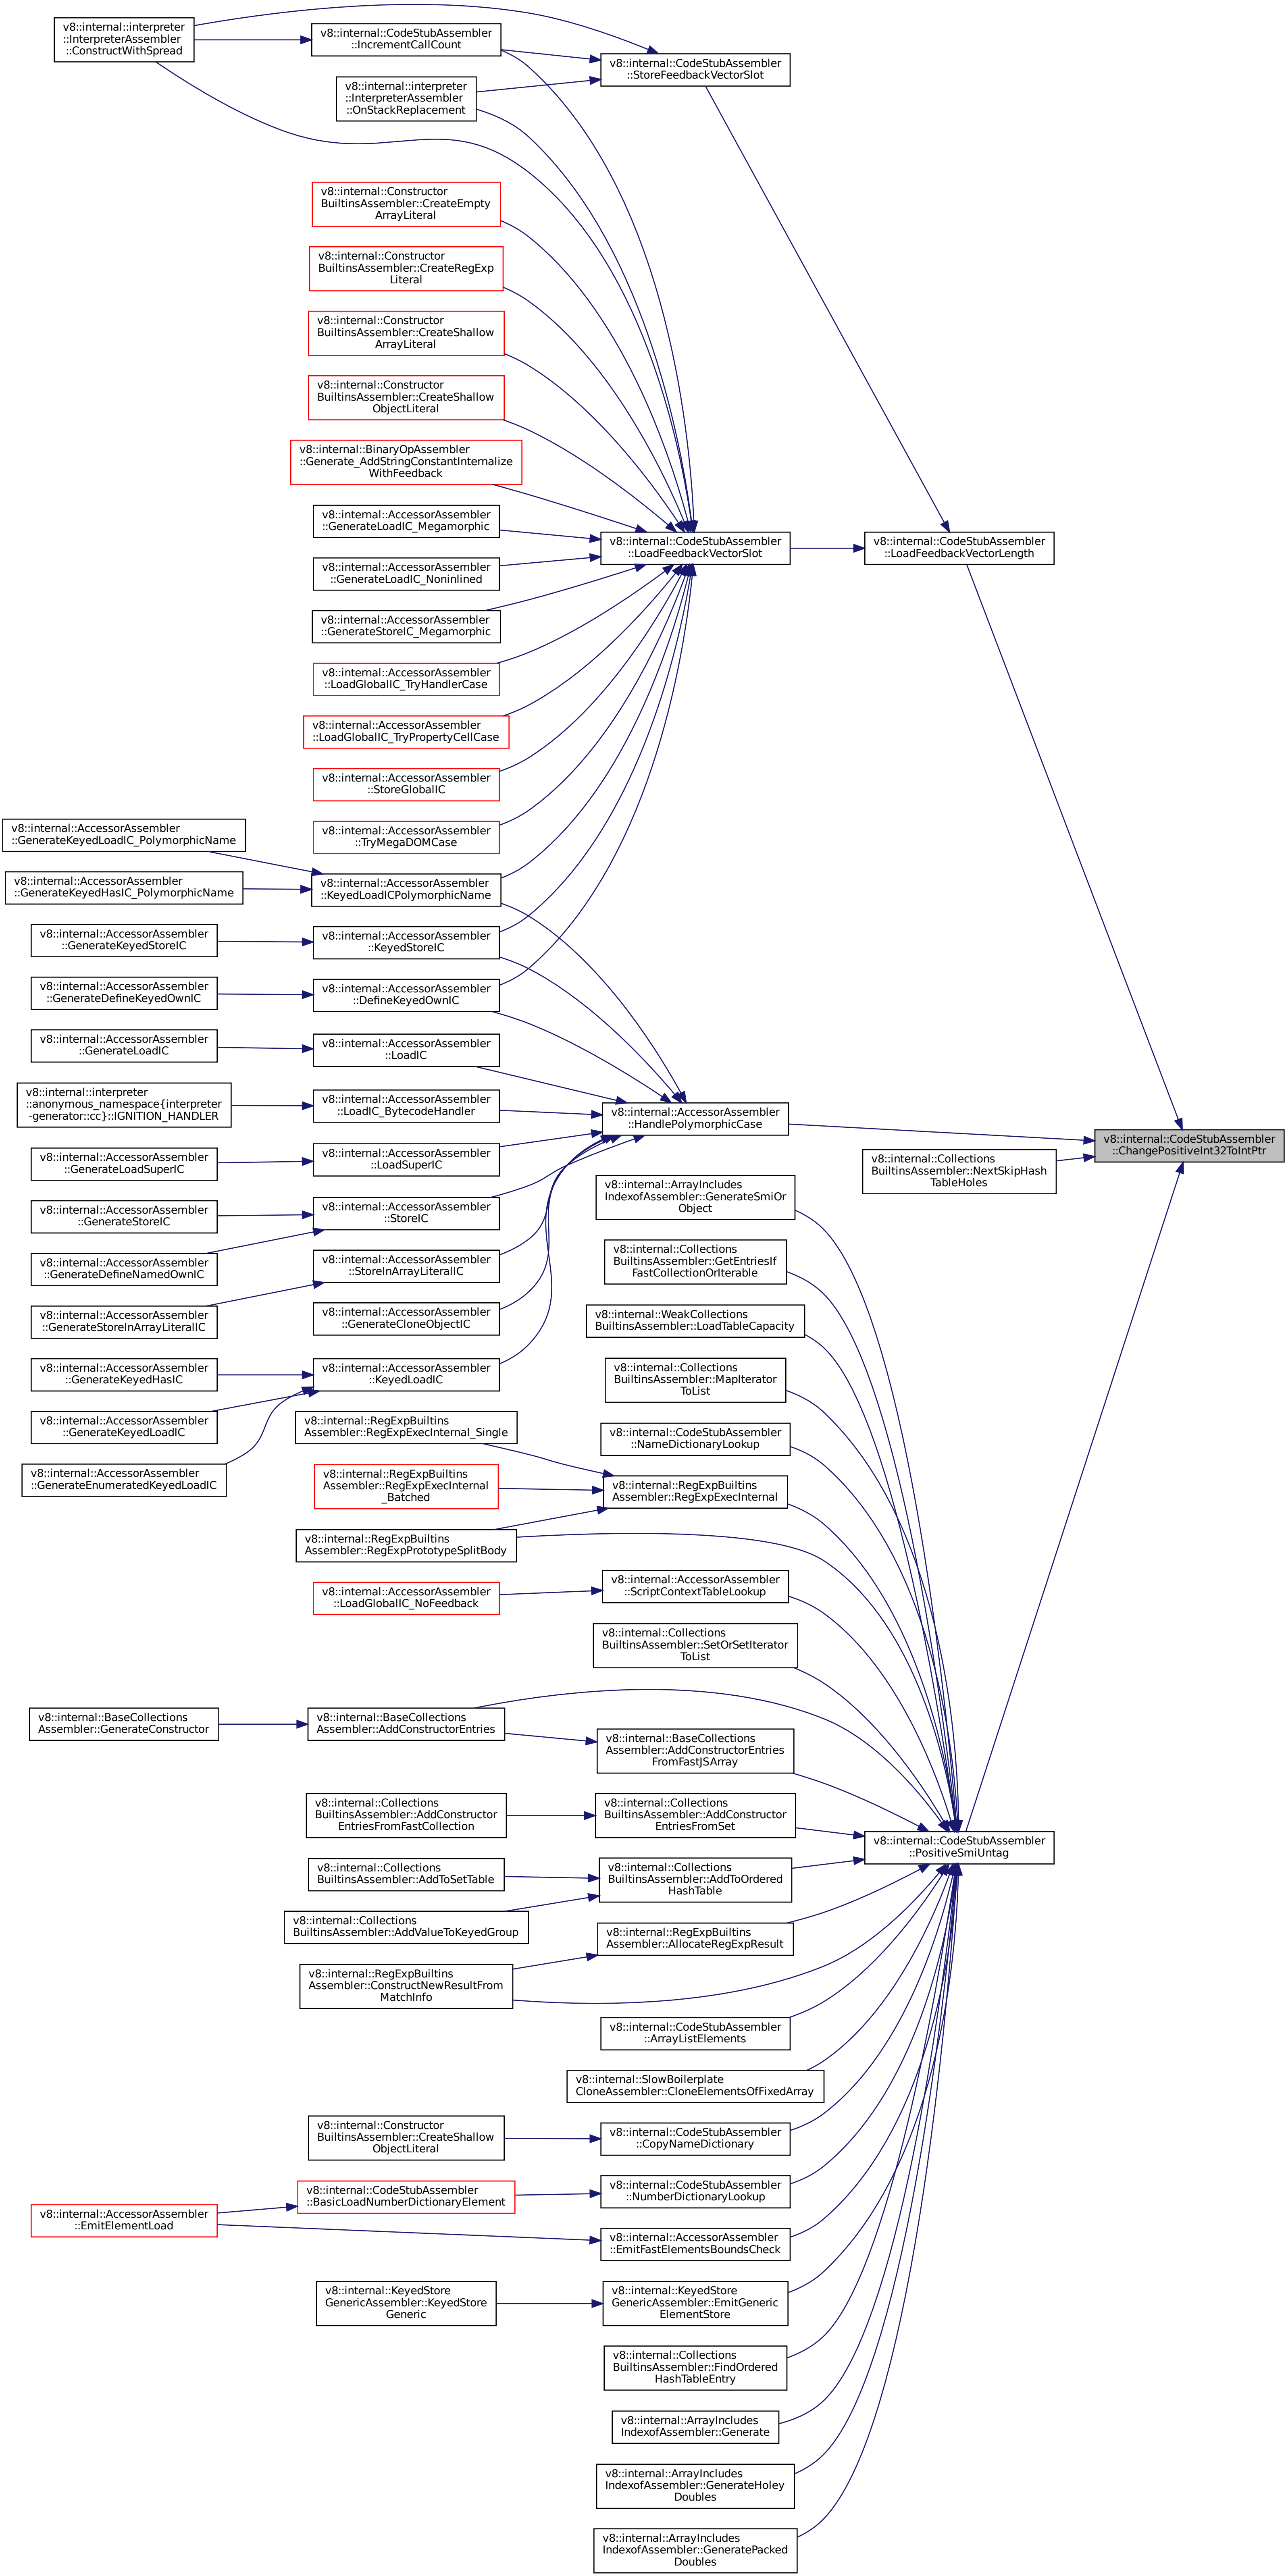 v8::internal::interpreter
::InterpreterAssembler
::ConstructWithSpread
v8::internal::CodeStubAssembler
::IncrementCallCount
v8::internal::CodeStubAssembler
::StoreFeedbackVectorSlot
v8::internal::interpreter
::InterpreterAssembler
::OnStackReplacement
v8::internal::Constructor
BuiltinsAssembler::CreateEmpty
ArrayLiteral
v8::internal::Constructor
BuiltinsAssembler::CreateRegExp
Literal
v8::internal::Constructor
BuiltinsAssembler::CreateShallow
ArrayLiteral
v8::internal::Constructor
BuiltinsAssembler::CreateShallow
ObjectLiteral
v8::internal::BinaryOpAssembler
::Generate_AddStringConstantInternalize
WithFeedback
v8::internal::AccessorAssembler
::GenerateLoadIC_Megamorphic
v8::internal::CodeStubAssembler
::LoadFeedbackVectorSlot
v8::internal::CodeStubAssembler
::LoadFeedbackVectorLength
v8::internal::AccessorAssembler
::GenerateLoadIC_Noninlined
v8::internal::AccessorAssembler
::GenerateStoreIC_Megamorphic
v8::internal::AccessorAssembler
::LoadGlobalIC_TryHandlerCase
v8::internal::AccessorAssembler
::LoadGlobalIC_TryPropertyCellCase
v8::internal::AccessorAssembler
::StoreGlobalIC
v8::internal::AccessorAssembler
::TryMegaDOMCase
v8::internal::AccessorAssembler
::GenerateKeyedLoadIC_PolymorphicName
v8::internal::AccessorAssembler
::GenerateKeyedHasIC_PolymorphicName
v8::internal::AccessorAssembler
::KeyedLoadICPolymorphicName
v8::internal::AccessorAssembler
::GenerateKeyedStoreIC
v8::internal::AccessorAssembler
::KeyedStoreIC
v8::internal::AccessorAssembler
::GenerateDefineKeyedOwnIC
v8::internal::AccessorAssembler
::DefineKeyedOwnIC
v8::internal::AccessorAssembler
::GenerateLoadIC
v8::internal::AccessorAssembler
::LoadIC
v8::internal::interpreter
::anonymous_namespace{interpreter
-generator::cc}::IGNITION_HANDLER
v8::internal::AccessorAssembler
::LoadIC_BytecodeHandler
v8::internal::AccessorAssembler
::HandlePolymorphicCase
v8::internal::CodeStubAssembler
::ChangePositiveInt32ToIntPtr
v8::internal::AccessorAssembler
::GenerateLoadSuperIC
v8::internal::AccessorAssembler
::LoadSuperIC
v8::internal::Collections
BuiltinsAssembler::NextSkipHash
TableHoles
v8::internal::ArrayIncludes
IndexofAssembler::GenerateSmiOr
Object
v8::internal::AccessorAssembler
::GenerateStoreIC
v8::internal::AccessorAssembler
::StoreIC
v8::internal::AccessorAssembler
::GenerateDefineNamedOwnIC
v8::internal::AccessorAssembler
::StoreInArrayLiteralIC
v8::internal::Collections
BuiltinsAssembler::GetEntriesIf
FastCollectionOrIterable
v8::internal::AccessorAssembler
::GenerateStoreInArrayLiteralIC
v8::internal::AccessorAssembler
::GenerateCloneObjectIC
v8::internal::WeakCollections
BuiltinsAssembler::LoadTableCapacity
v8::internal::AccessorAssembler
::GenerateKeyedHasIC
v8::internal::AccessorAssembler
::KeyedLoadIC
v8::internal::Collections
BuiltinsAssembler::MapIterator
ToList
v8::internal::AccessorAssembler
::GenerateKeyedLoadIC
v8::internal::RegExpBuiltins
Assembler::RegExpExecInternal_Single
v8::internal::CodeStubAssembler
::NameDictionaryLookup
v8::internal::AccessorAssembler
::GenerateEnumeratedKeyedLoadIC
v8::internal::RegExpBuiltins
Assembler::RegExpExecInternal
_Batched
v8::internal::RegExpBuiltins
Assembler::RegExpExecInternal
v8::internal::RegExpBuiltins
Assembler::RegExpPrototypeSplitBody
v8::internal::AccessorAssembler
::LoadGlobalIC_NoFeedback
v8::internal::AccessorAssembler
::ScriptContextTableLookup
v8::internal::Collections
BuiltinsAssembler::SetOrSetIterator
ToList
v8::internal::BaseCollections
Assembler::GenerateConstructor
v8::internal::BaseCollections
Assembler::AddConstructorEntries
v8::internal::BaseCollections
Assembler::AddConstructorEntries
FromFastJSArray
v8::internal::Collections
BuiltinsAssembler::AddConstructor
EntriesFromFastCollection
v8::internal::Collections
BuiltinsAssembler::AddConstructor
EntriesFromSet
v8::internal::CodeStubAssembler
::PositiveSmiUntag
v8::internal::Collections
BuiltinsAssembler::AddToSetTable
v8::internal::Collections
BuiltinsAssembler::AddToOrdered
HashTable
v8::internal::Collections
BuiltinsAssembler::AddValueToKeyedGroup
v8::internal::RegExpBuiltins
Assembler::AllocateRegExpResult
v8::internal::RegExpBuiltins
Assembler::ConstructNewResultFrom
MatchInfo
v8::internal::CodeStubAssembler
::ArrayListElements
v8::internal::SlowBoilerplate
CloneAssembler::CloneElementsOfFixedArray
v8::internal::Constructor
BuiltinsAssembler::CreateShallow
ObjectLiteral
v8::internal::CodeStubAssembler
::CopyNameDictionary
v8::internal::CodeStubAssembler
::BasicLoadNumberDictionaryElement
v8::internal::CodeStubAssembler
::NumberDictionaryLookup
v8::internal::AccessorAssembler
::EmitElementLoad
v8::internal::AccessorAssembler
::EmitFastElementsBoundsCheck
v8::internal::KeyedStore
GenericAssembler::KeyedStore
Generic
v8::internal::KeyedStore
GenericAssembler::EmitGeneric
ElementStore
v8::internal::Collections
BuiltinsAssembler::FindOrdered
HashTableEntry
v8::internal::ArrayIncludes
IndexofAssembler::Generate
v8::internal::ArrayIncludes
IndexofAssembler::GenerateHoley
Doubles
v8::internal::ArrayIncludes
IndexofAssembler::GeneratePacked
Doubles